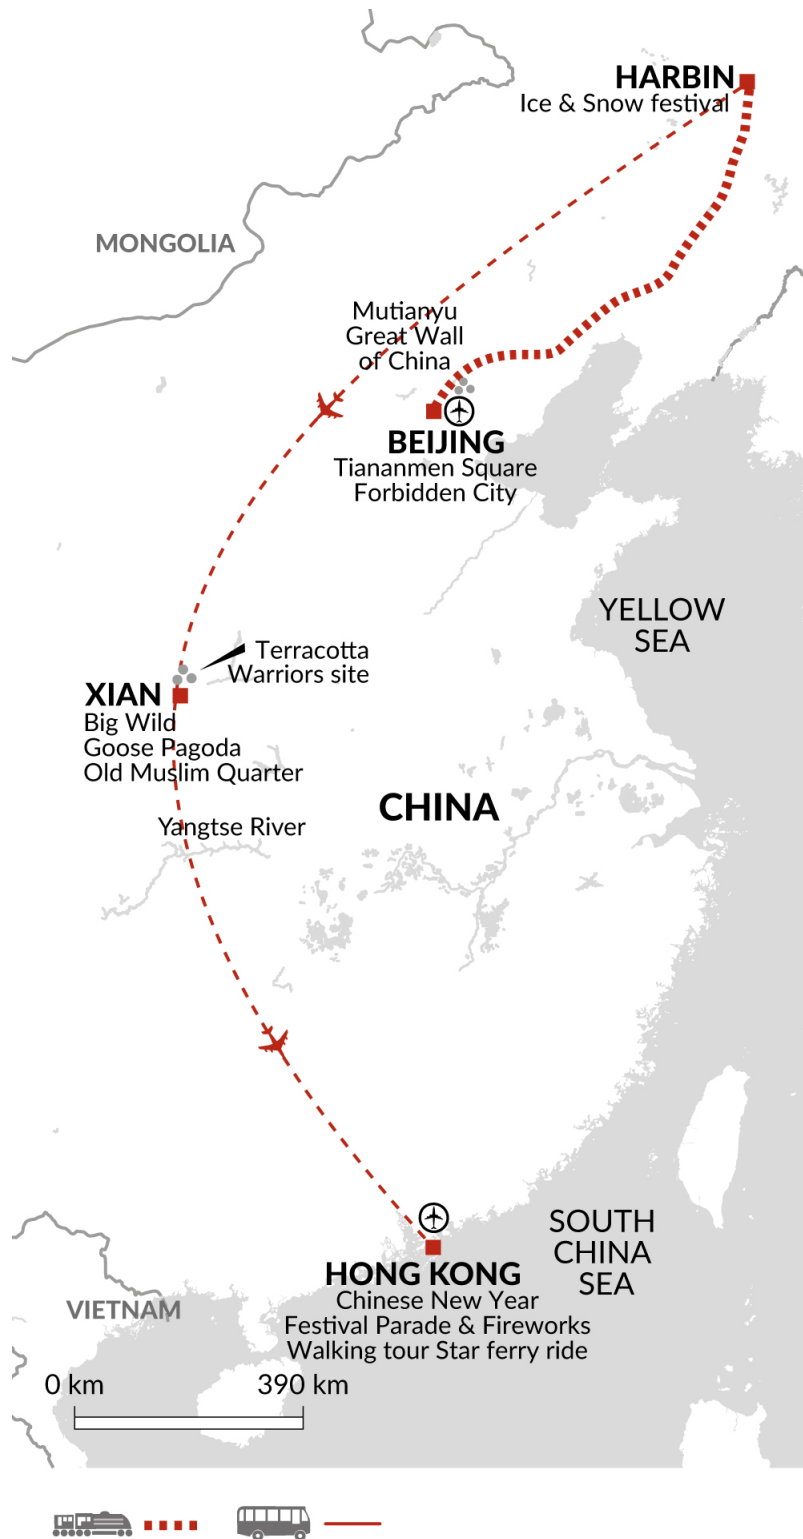 HARBIN
Ice & Snow festival
MONGOLIA
Mutianyu
Great Wall
of China
BEIJING
Tiananmen Square
Forbidden City
YELLOW
SEA
Terracotta
Warriors site
XIAN
Big Wild
Goose Pagoda
Old Muslim Quarter
CHINA
Yangtse River
SOUTH
CHINA
SEA
HONG KONG
Chinese New Year
Festival Parade & Fireworks
Walking tour Star ferry ride
VIETNAM
0 km 390 km